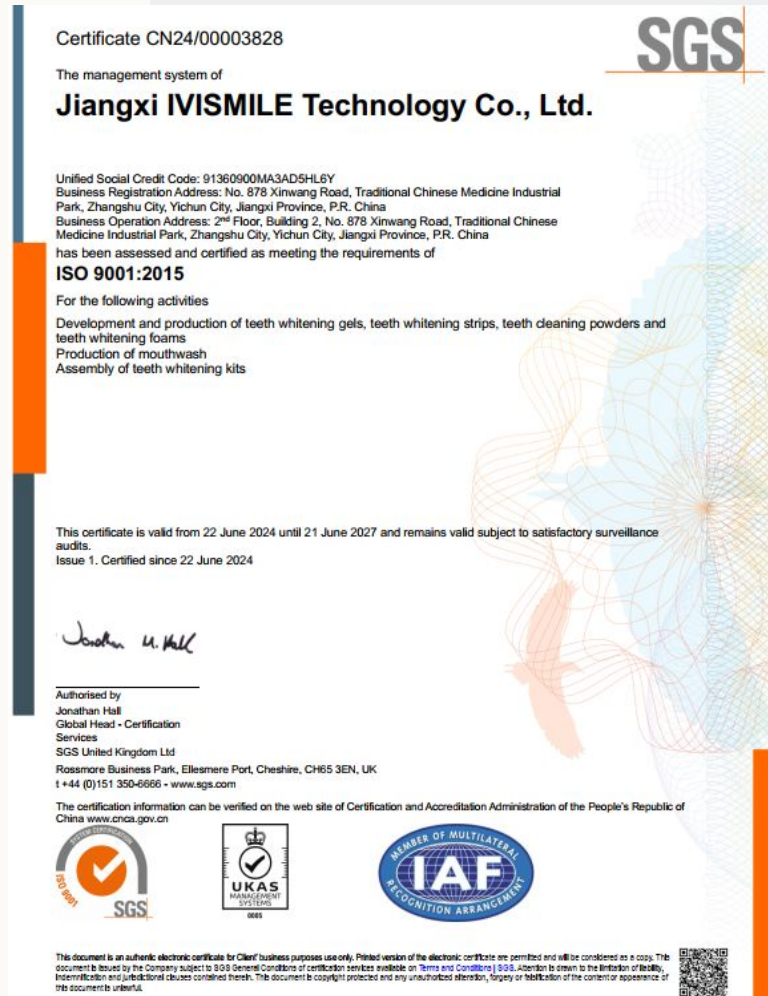 SGS
Certificate CN24/00003828
The management system of
Jiangxi IVISMILE Technology Co., Ltd.
Unified Social Credit Code: 91360900MA3AD5HL6Y
Business Registration Address: No. 878 Xinwang Road, Traditional Chinese Medicine Industrial
Park, Zhangshu City, Yichun City, Jiangxi Province, P.R. China
Business Operation Address: 2nd Floor, Building 2, No. 878 Xinwang Road, Traditional Chinese
Medicine Industrial Park, Zhangshu City, Yichun City, Jiangxi Province, P.R. China
has been assessed and certified as meeting the requirements of
ISO 9001:2015
For the following activities
Development and production of teeth whitening gels, teeth whitening strips, teeth cleaning powders and
teeth whitening foams
Production of mouthwash
Assembly of teeth whitening kits
This certificate is valid from 22 June 2024 until 21 June 2027 and remains valid subject to satisfactory surveillance
audits.
Issue 1. Certified since 22 June 2024
Jonathan M. Hall
Authorised by
Jonathan Hall
Global Head - Certification
Services
SGS United Kingdom Ltd
Rossmore Business Park, Ellesmere Port, Cheshire, CH65 3EN, UK
t +44 (0)151 350-6666 - www.sgs.com
The certification information can be verified on the web site of Certification and Accreditation Administration of the People's Republic of
China www.cnca.gov.cn
SYSTEM CERTIFICATION
ISO 9001
SGS
UKAS
MANAGEMENT
SYSTEMS
0005
MEMBER OF MULTILATERAL
IAF
RECOGNITION ARRANGEMENT
This document is an authentic electronic certificate for Client' business purposes use only. Printed version of the electronic certificate are permitted and will be considered as a copy. This
document is issued by the Company subject to SGS General Conditions of certification services available on Terms and Conditions | SGS. Attention is drawn to the limitation of liability,
indemnification and jurisdictional clauses contained therein. This document is copyright protected and any unauthorized alteration, forgery or falsification of the content or appearance of
this document is unlawful.